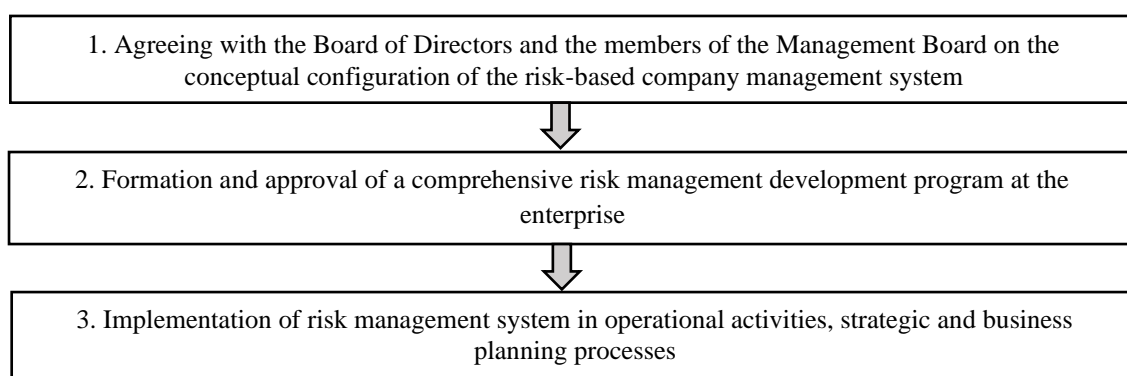 1. Agreeing with the Board of Directors and the members of the Management Board on the
conceptual configuration of the risk-based company management system
2. Formation and approval of a comprehensive risk management development program at the
enterprise
3. Implementation of risk management system in operational activities, strategic and business
planning processes